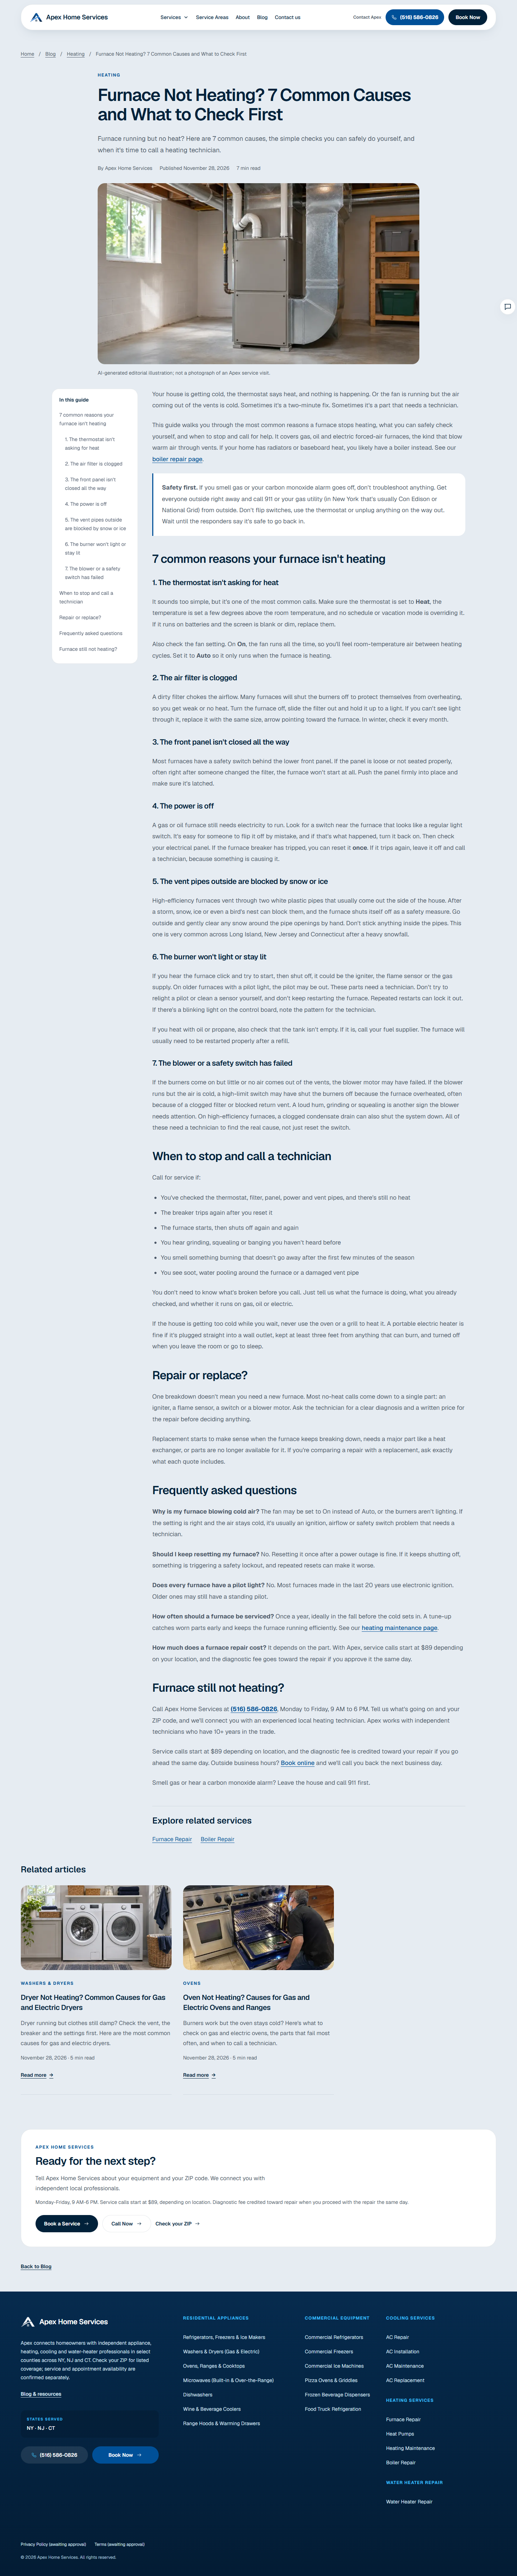 Apex Home Services
Services
Service Areas
About
Blog
Contact us
Contact Apex
(516) 586-0826
Book Now
Home / Blog / Heating / Furnace Not Heating? 7 Common Causes and What to Check First
HEATING
Furnace Not Heating? 7 Common Causes
and What to Check First
Furnace running but no heat? Here are 7 common causes, the simple checks you can safely do yourself, and
when it's time to call a heating technician.
By Apex Home Services Published November 28, 2026 7 min read
AI-generated editorial illustration; not a photograph of an Apex service visit.
In this guide
7 common reasons your
furnace isn't heating
1. The thermostat isn't
asking for heat
2. The air filter is clogged
3. The front panel isn't
closed all the way
4. The power is off
5. The vent pipes outside
are blocked by snow or ice
6. The burner won't light or
stay lit
7. The blower or a safety
switch has failed
When to stop and call a
technician
Repair or replace?
Frequently asked questions
Furnace still not heating?
Your house is getting cold, the thermostat says heat, and nothing is happening. Or the fan is running but the air
coming out of the vents is cold. Sometimes it's a two-minute fix. Sometimes it's a part that needs a technician.
This guide walks you through the most common reasons a furnace stops heating, what you can safely check
yourself, and when to stop and call for help. It covers gas, oil and electric forced-air furnaces, the kind that blow
warm air through vents. If your home has radiators or baseboard heat, you likely have a boiler instead. See our
boiler repair page.
Safety first. If you smell gas or your carbon monoxide alarm goes off, don't troubleshoot anything. Get
everyone outside right away and call 911 or your gas utility (in New York that's usually Con Edison or
National Grid) from outside. Don't flip switches, use the thermostat or unplug anything on the way out.
Wait until the responders say it's safe to go back in.
7 common reasons your furnace isn't heating
1. The thermostat isn't asking for heat
It sounds too simple, but it's one of the most common calls. Make sure the thermostat is set to Heat, the
temperature is set a few degrees above the room temperature, and no schedule or vacation mode is overriding it.
If it runs on batteries and the screen is blank or dim, replace them.
Also check the fan setting. On On, the fan runs all the time, so you'll feel room-temperature air between heating
cycles. Set it to Auto so it only runs when the furnace is heating.
2. The air filter is clogged
A dirty filter chokes the airflow. Many furnaces will shut the burners off to protect themselves from overheating,
so you get weak or no heat. Turn the furnace off, slide the filter out and hold it up to a light. If you can't see light
through it, replace it with the same size, arrow pointing toward the furnace. In winter, check it every month.
3. The front panel isn't closed all the way
Most furnaces have a safety switch behind the lower front panel. If the panel is loose or not seated properly,
often right after someone changed the filter, the furnace won't start at all. Push the panel firmly into place and
make sure it's latched.
4. The power is off
A gas or oil furnace still needs electricity to run. Look for a switch near the furnace that looks like a regular light
switch. It's easy for someone to flip it off by mistake, and if that's what happened, turn it back on. Then check
your electrical panel. If the furnace breaker has tripped, you can reset it once. If it trips again, leave it off and call
a technician, because something is causing it.
5. The vent pipes outside are blocked by snow or ice
High-efficiency furnaces vent through two white plastic pipes that usually come out the side of the house. After
a storm, snow, ice or even a bird's nest can block them, and the furnace shuts itself off as a safety measure. Go
outside and gently clear any snow around the pipe openings by hand. Don't stick anything inside the pipes. This
one is very common across Long Island, New Jersey and Connecticut after a heavy snowfall.
6. The burner won't light or stay lit
If you hear the furnace click and try to start, then shut off, it could be the igniter, the flame sensor or the gas
supply. On older furnaces with a pilot light, the pilot may be out. These parts need a technician. Don't try to
relight a pilot or clean a sensor yourself, and don't keep restarting the furnace. Repeated restarts can lock it out.
If there's a blinking light on the control board, note the pattern for the technician.
If you heat with oil or propane, also check that the tank isn't empty. If it is, call your fuel supplier. The furnace will
usually need to be restarted properly after a refill.
7. The blower or a safety switch has failed
If the burners come on but little or no air comes out of the vents, the blower motor may have failed. If the blower
runs but the air is cold, a high-limit switch may have shut the burners off because the furnace overheated, often
because of a clogged filter or blocked return vent. A loud hum, grinding or squealing is another sign the blower
needs attention. On high-efficiency furnaces, a clogged condensate drain can also shut the system down. All of
these need a technician to find the real cause, not just reset the switch.
When to stop and call a technician
Call for service if:
You've checked the thermostat, filter, panel, power and vent pipes, and there's still no heat
The breaker trips again after you reset it
The furnace starts, then shuts off again and again
You hear grinding, squealing or banging you haven't heard before
You smell something burning that doesn't go away after the first few minutes of the season
You see soot, water pooling around the furnace or a damaged vent pipe
You don't need to know what's broken before you call. Just tell us what the furnace is doing, what you already
checked, and whether it runs on gas, oil or electric.
If the house is getting too cold while you wait, never use the oven or a grill to heat it. A portable electric heater is
fine if it's plugged straight into a wall outlet, kept at least three feet from anything that can burn, and turned off
when you leave the room or go to sleep.
Repair or replace?
One breakdown doesn't mean you need a new furnace. Most no-heat calls come down to a single part: an
igniter, a flame sensor, a switch or a blower motor. Ask the technician for a clear diagnosis and a written price for
the repair before deciding anything.
Replacement starts to make sense when the furnace keeps breaking down, needs a major part like a heat
exchanger, or parts are no longer available for it. If you're comparing a repair with a replacement, ask exactly
what each quote includes.
Frequently asked questions
Why is my furnace blowing cold air? The fan may be set to On instead of Auto, or the burners aren't lighting. If
the setting is right and the air stays cold, it's usually an ignition, airflow or safety switch problem that needs a
technician.
Should I keep resetting my furnace? No. Resetting it once after a power outage is fine. If it keeps shutting off,
something is triggering a safety lockout, and repeated resets can make it worse.
Does every furnace have a pilot light? No. Most furnaces made in the last 20 years use electronic ignition.
Older ones may still have a standing pilot.
How often should a furnace be serviced? Once a year, ideally in the fall before the cold sets in. A tune-up
catches worn parts early and keeps the furnace running efficiently. See our heating maintenance page.
How much does a furnace repair cost? It depends on the part. With Apex, service calls start at $89 depending
on your location, and the diagnostic fee goes toward the repair if you approve it the same day.
Furnace still not heating?
Call Apex Home Services at (516) 586-0826, Monday to Friday, 9 AM to 6 PM. Tell us what's going on and your
ZIP code, and we'll connect you with an experienced local heating technician. Apex works with independent
technicians who have 10+ years in the trade.
Service calls start at $89 depending on location, and the diagnostic fee is credited toward your repair if you go
ahead the same day. Outside business hours? Book online and we'll call you back the next business day.
Smell gas or hear a carbon monoxide alarm? Leave the house and call 911 first.
Explore related services
Furnace Repair Boiler Repair
Related articles
WASHERS & DRYERS
Dryer Not Heating? Common Causes for Gas
and Electric Dryers
Dryer running but clothes still damp? Check the vent, the
breaker and the settings first. Here are the most common
causes for gas and electric dryers.
November 28, 2026 · 5 min read
Read more →
OVENS
Oven Not Heating? Causes for Gas and
Electric Ovens and Ranges
Burners work but the oven stays cold? Here's what to
check on gas and electric ovens, the parts that fail most
often, and when to call a technician.
November 28, 2026 · 5 min read
Read more →
APEX HOME SERVICES
Ready for the next step?
Tell Apex Home Services about your equipment and your ZIP code. We connect you with
independent local professionals.
Monday-Friday, 9 AM-6 PM. Service calls start at $89, depending on location. Diagnostic fee credited toward repair when you proceed with the repair the same day.
Book a Service →
Call Now →
Check your ZIP →
Back to Blog
Apex Home Services
Apex connects homeowners with independent appliance,
heating, cooling and water-heater professionals in select
counties across NY, NJ and CT. Check your ZIP for listed
coverage; service and appointment availability are
confirmed separately.
Blog & resources
STATES SERVED
NY · NJ · CT
(516) 586-0826
Book Now →
RESIDENTIAL APPLIANCES
Refrigerators, Freezers & Ice Makers
Washers & Dryers (Gas & Electric)
Ovens, Ranges & Cooktops
Microwaves (Built-in & Over-the-Range)
Dishwashers
Wine & Beverage Coolers
Range Hoods & Warming Drawers
COMMERCIAL EQUIPMENT
Commercial Refrigerators
Commercial Freezers
Commercial Ice Machines
Pizza Ovens & Griddles
Frozen Beverage Dispensers
Food Truck Refrigeration
COOLING SERVICES
AC Repair
AC Installation
AC Maintenance
AC Replacement
HEATING SERVICES
Furnace Repair
Heat Pumps
Heating Maintenance
Boiler Repair
WATER HEATER REPAIR
Water Heater Repair
Privacy Policy (awaiting approval) Terms (awaiting approval)
© 2026 Apex Home Services. All rights reserved.